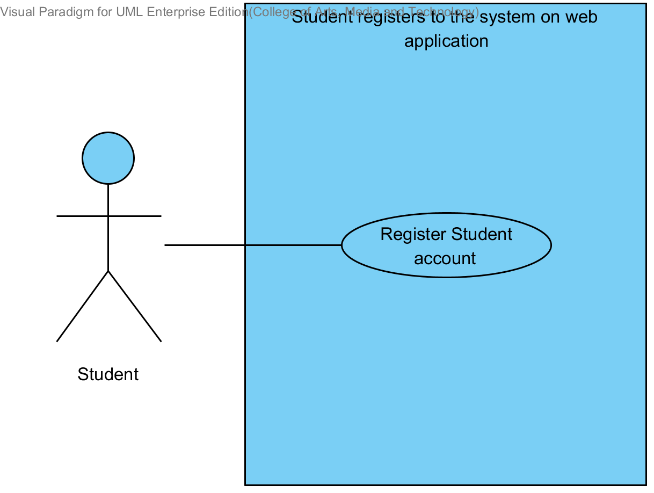 Visual Paradigm for UML Enterprise Edition(College of Arts, Media and Technology)
Student registers to the system on web
application
Register Student
account
Student